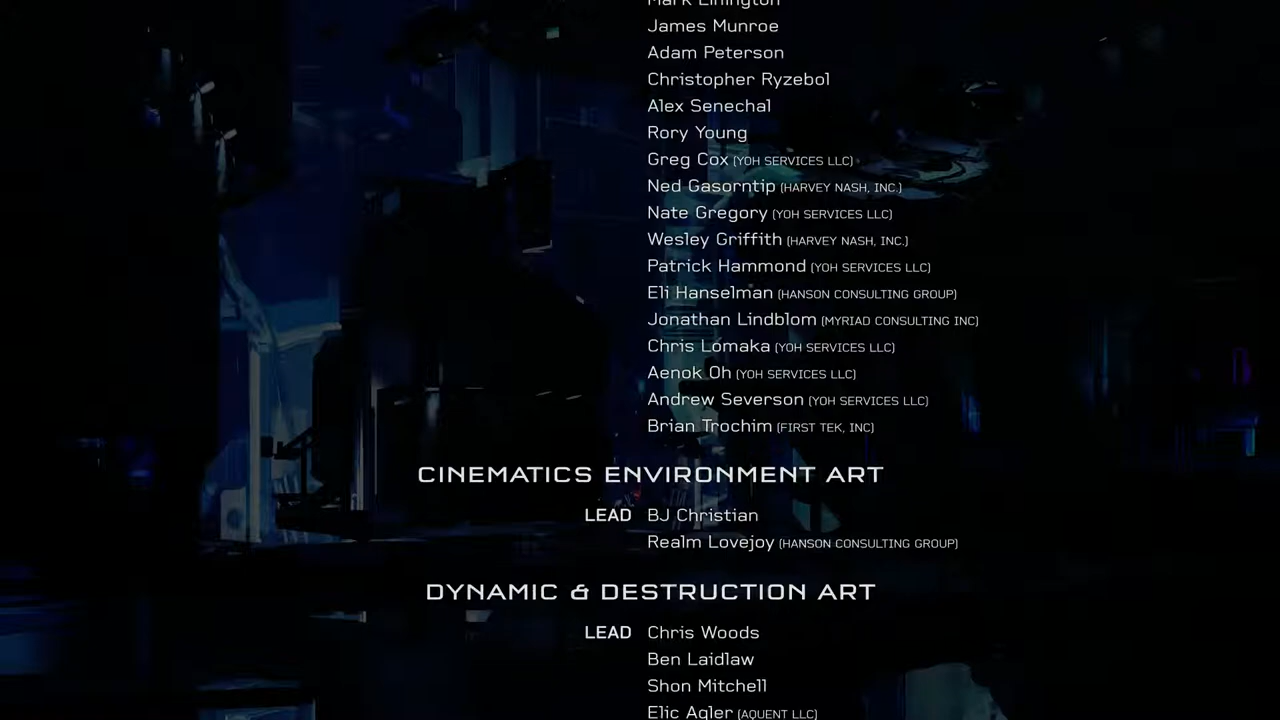 Mark Linington
James Munroe
Adam Peterson
Christopher Ryzebol
Alex Senechal
Rory Young
Greg Cox (YOH SERVICES LLC)
Ned Gasorntip (HARVEY NASH, INC.)
Nate Gregory (YOH SERVICES LLC)
Wesley Griffith (HARVEY NASH, INC.)
Patrick Hammond (YOH SERVICES LLC)
Eli Hanselman (HANSON CONSULTING GROUP)
Jonathan Lindblom (MYRIAD CONSULTING INC)
Chris Lomaka (YOH SERVICES LLC)
Aenok Oh (YOH SERVICES LLC)
Andrew Severson (YOH SERVICES LLC)
Brian Trochim (FIRST TEK, INC)
CINEMATICS ENVIRONMENT ART
LEAD BJ Christian
Realm Lovejoy (HANSON CONSULTING GROUP)
DYNAMIC & DESTRUCTION ART
LEAD Chris Woods
Ben Laidlaw
Shon Mitchell
Elic Agler (AQUENT LLC)